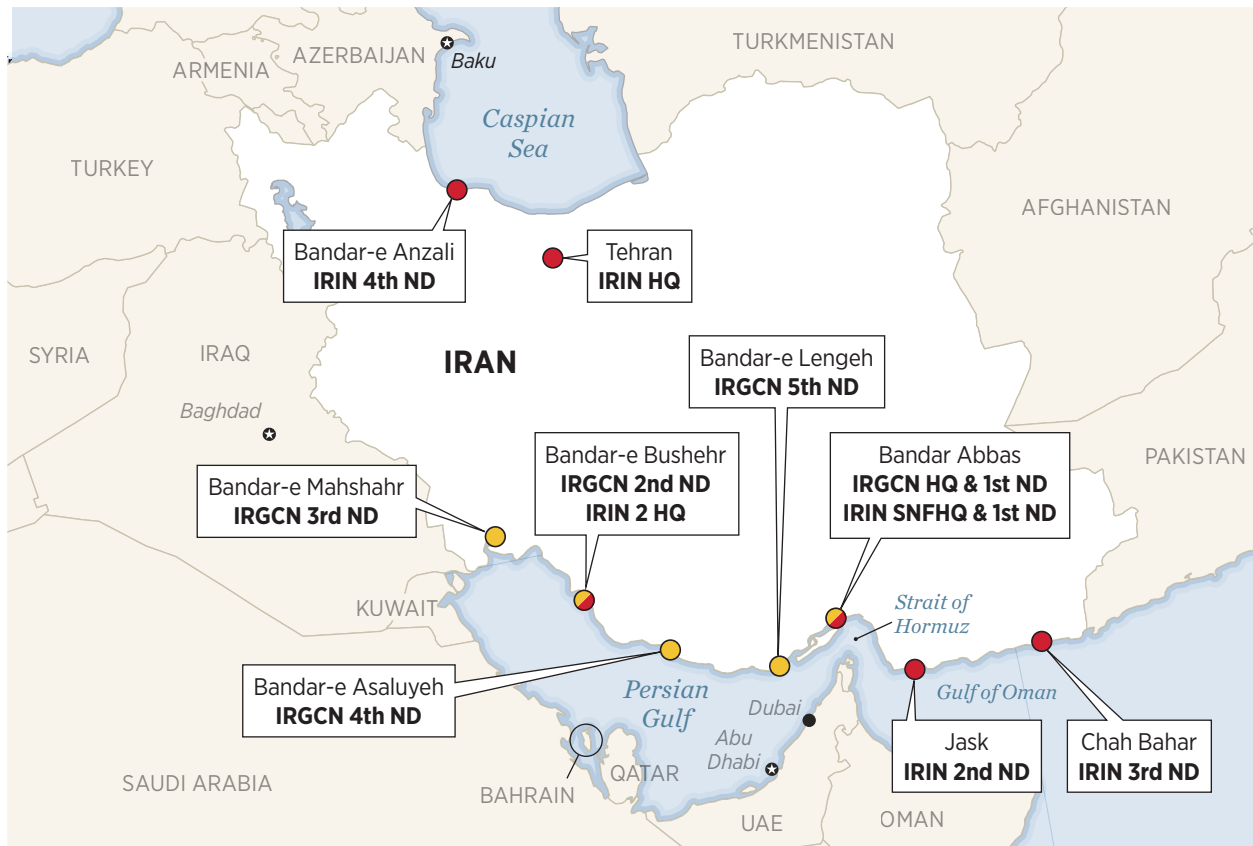 TURKMENISTAN
AZERBAIJAN
Baku
ARMENIA
Caspian
Sea
TURKEY
AFGHANISTAN
Bandar-e Anzali
IRIN 4th ND
Tehran
IRIN HQ
SYRIA
IRAQ
IRAN
Bandar-e Lengeh
IRGCN 5th ND
Baghdad
Bandar-e Bushehr
IRGCN 2nd ND
IRIN 2 HQ
Bandar Abbas
IRGCN HQ & 1st ND
IRIN SNFHQ & 1st ND
PAKISTAN
Bandar-e Mahshahr
IRGCN 3rd ND
KUWAIT
Strait of
Hormuz
Bandar-e Asaluyeh
IRGCN 4th ND
Persian
Gulf
Gulf of Oman
Dubai
Abu
Dhabi
Jask
IRIN 2nd ND
Chah Bahar
IRIN 3rd ND
SAUDI ARABIA
BAHRAIN
QATAR
UAE
OMAN